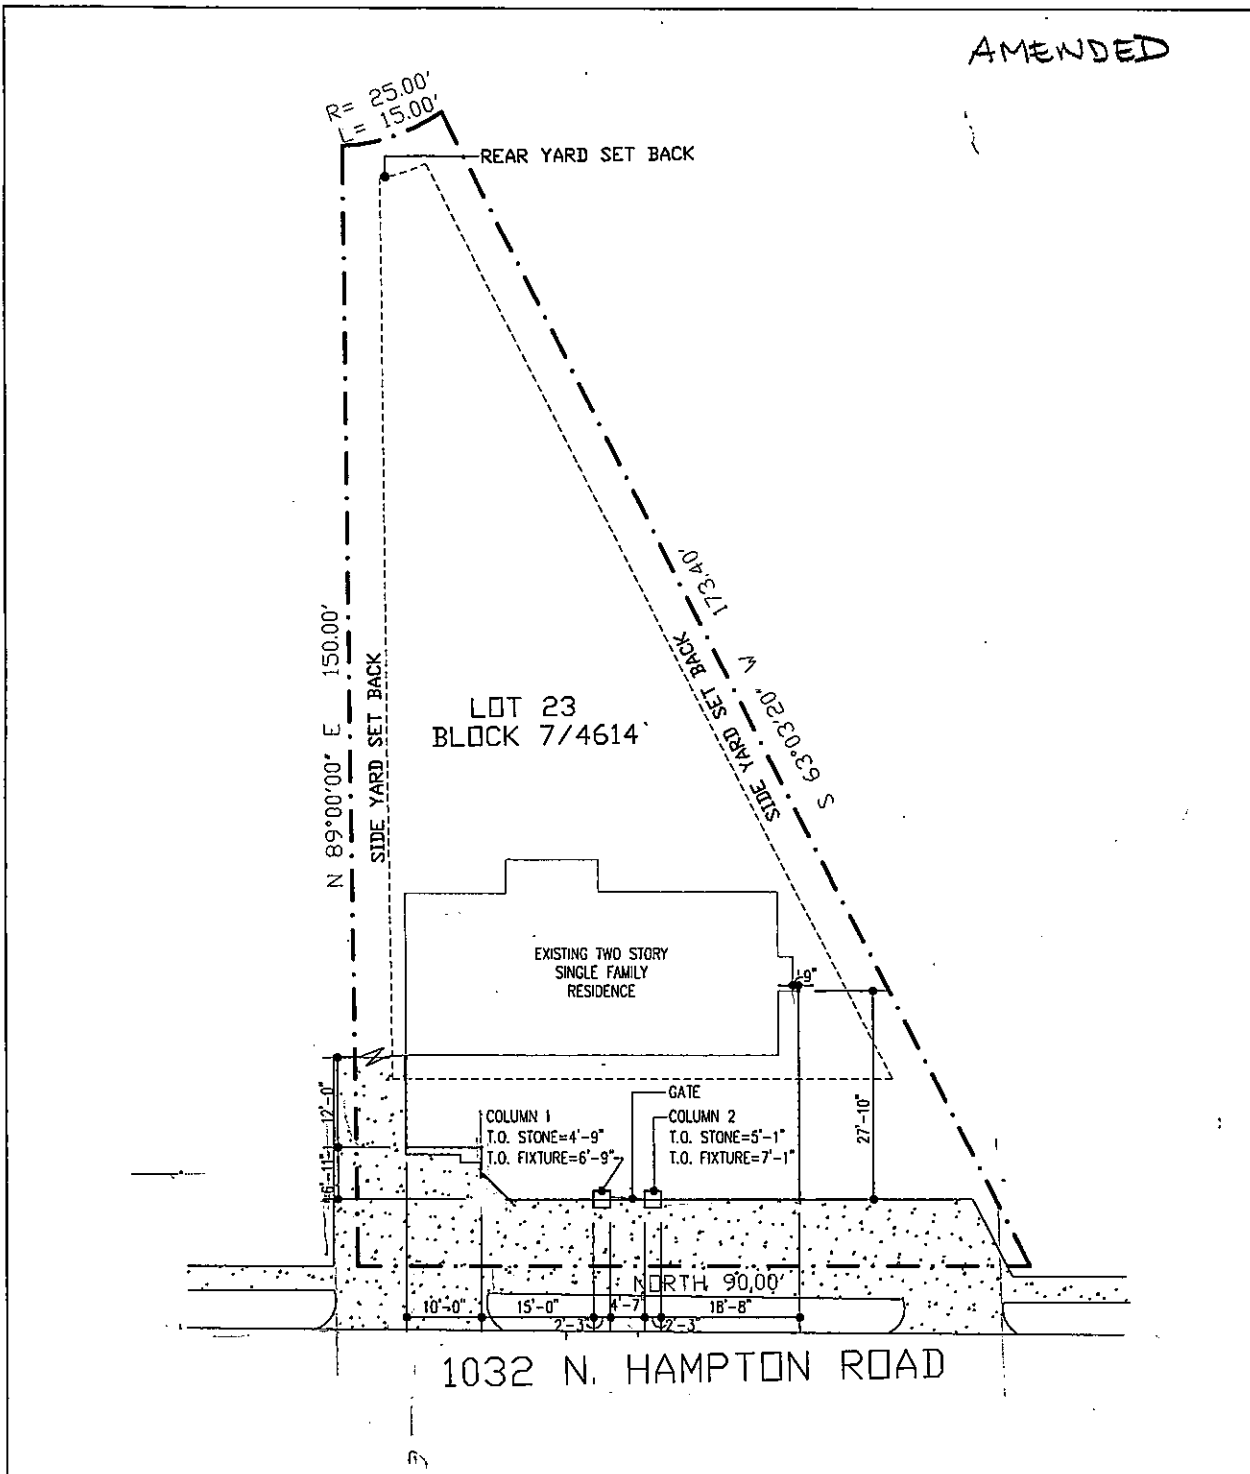 AMENDED
R= 25.00'
L= 15.00'
REAR YARD SET BACK
N 89°00'00" E 150.00'
SIDE YARD SET BACK
173.40'
S 63°03'20" W
SIDE YARD SET BACK
LOT 23
BLOCK 7/4614
EXISTING TWO STORY
SINGLE FAMILY
RESIDENCE
12'-0"
6'-11"
27'-10"
GATE
COLUMN 1
T.O. STONE=4'-9"
T.O. FIXTURE=6'-9"
COLUMN 2
T.O. STONE=5'-1"
T.O. FIXTURE=7'-1"
NORTH 90.00'
10'-0"
15'-0"
2'-3"
4'-7
2'-3"
18'-8"
1032 N. HAMPTON ROAD